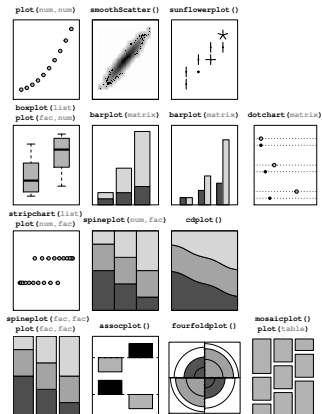 plot(num,num) smoothScatter() sunflowerplot()
boxplot(list)
plot(fac,num) barplot(matrix) barplot(matrix) dotchart(matrix)
stripchart(list)
plot(num,fac) spineplot(num,fac) cdplot()
spineplot(fac,fac)
plot(fac,fac) assocplot() fourfoldplot() mosaicplot()
plot(table)